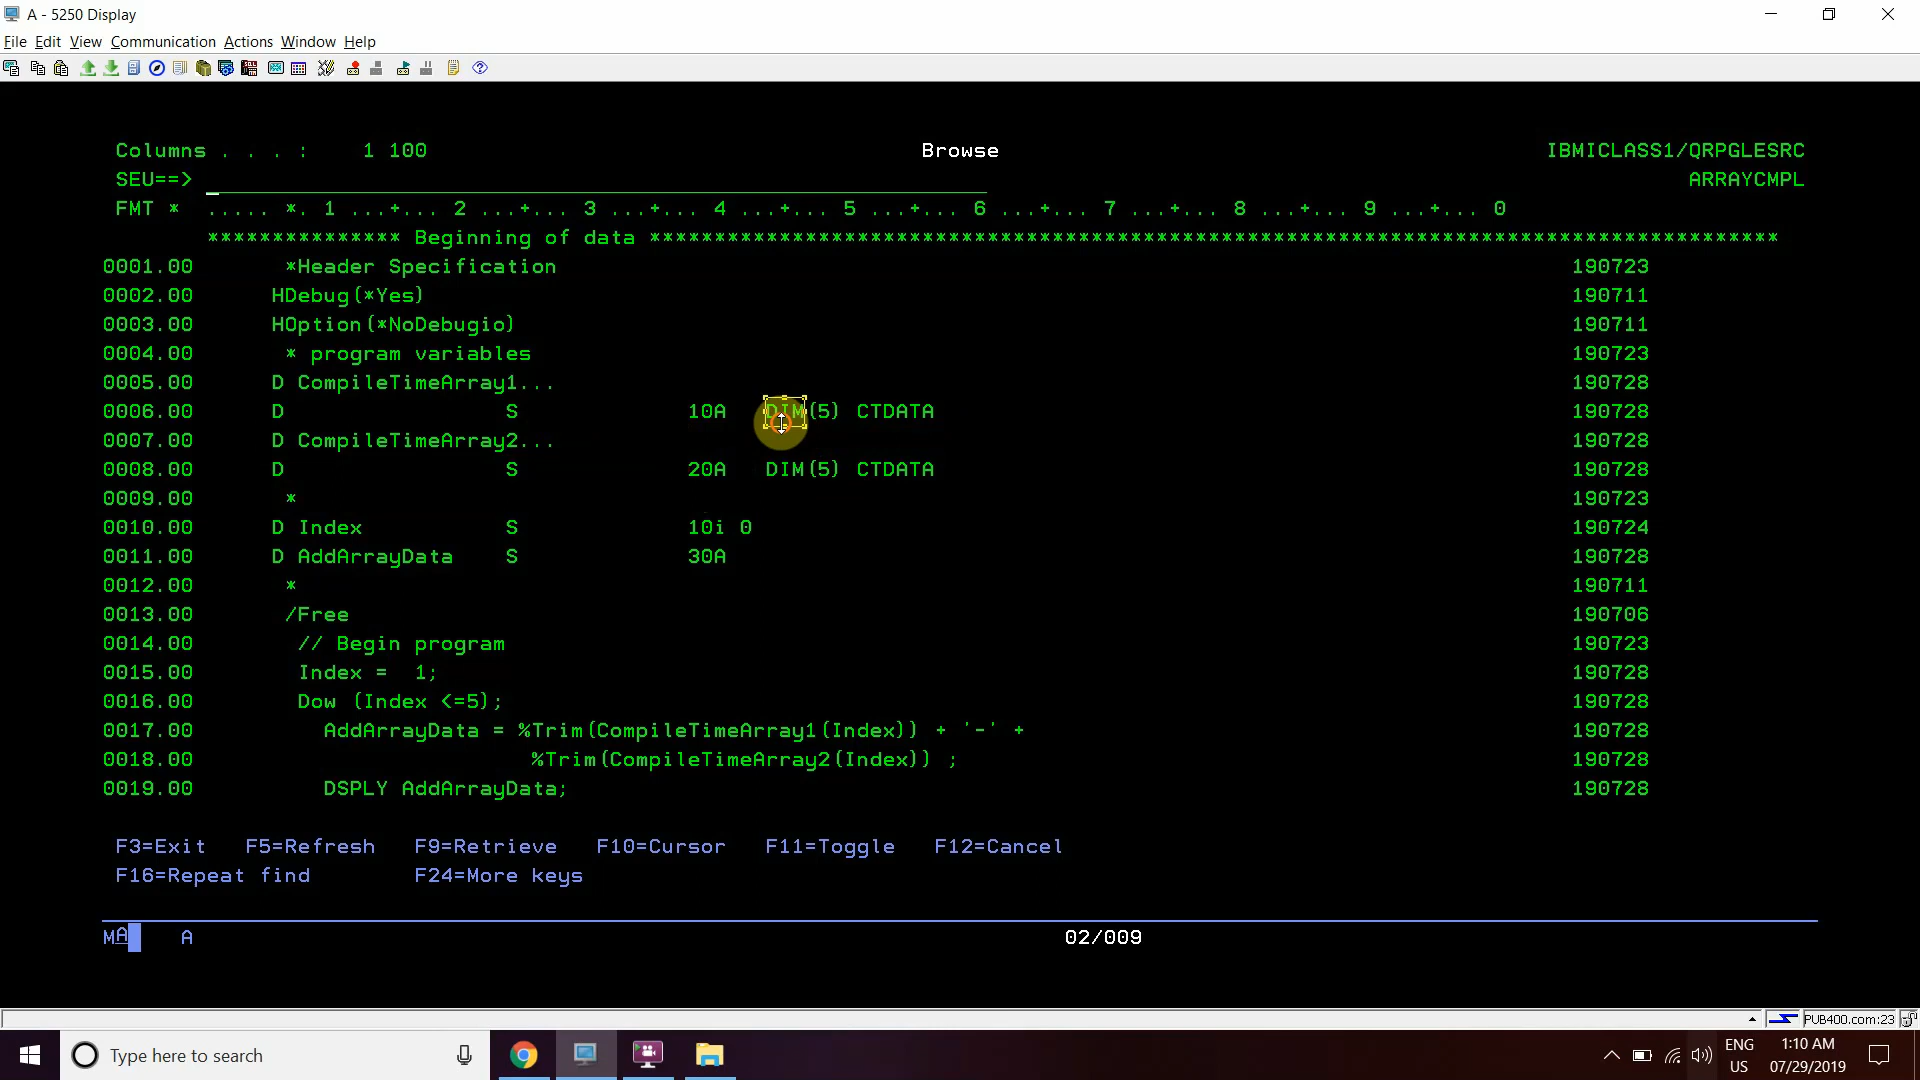 A - 5250 Display
File Edit View Communication Actions Window Help
Columns . . . :    1 100                                      Browse                                      IBMICLASS1/QRPGLESRC
SEU==>                                                                                                    ARRAYCMPL
FMT *  ..... *. 1 ...+... 2 ...+... 3 ...+... 4 ...+... 5 ...+... 6 ...+... 7 ...+... 8 ...+... 9 ...+... 0
*************** Beginning of data ***************************************************************************************
0001.00       *Header Specification 190723
0002.00      HDebug(*Yes) 190711
0003.00      HOption(*NoDebugio) 190711
0004.00       * program variables 190723
0005.00      D CompileTimeArray1... 190728
0006.00      D                 S             10A   DIM(5) CTDATA 190728
0007.00      D CompileTimeArray2... 190728
0008.00      D                 S             20A   DIM(5) CTDATA 190728
0009.00       * 190723
0010.00      D Index           S             10i 0 190724
0011.00      D AddArrayData    S             30A 190728
0012.00       * 190711
0013.00       /Free 190706
0014.00        // Begin program 190723
0015.00        Index =  1; 190728
0016.00        Dow (Index <=5); 190728
0017.00          AddArrayData = %Trim(CompileTimeArray1(Index)) + '-' + 190728
0018.00                          %Trim(CompileTimeArray2(Index)) ; 190728
0019.00          DSPLY AddArrayData; 190728
F3=Exit   F5=Refresh   F9=Retrieve   F10=Cursor   F11=Toggle   F12=Cancel
F16=Repeat find        F24=More keys
MA    A    02/009
PUB400.com:23
Type here to search
ENG
US
1:10 AM
07/29/2019